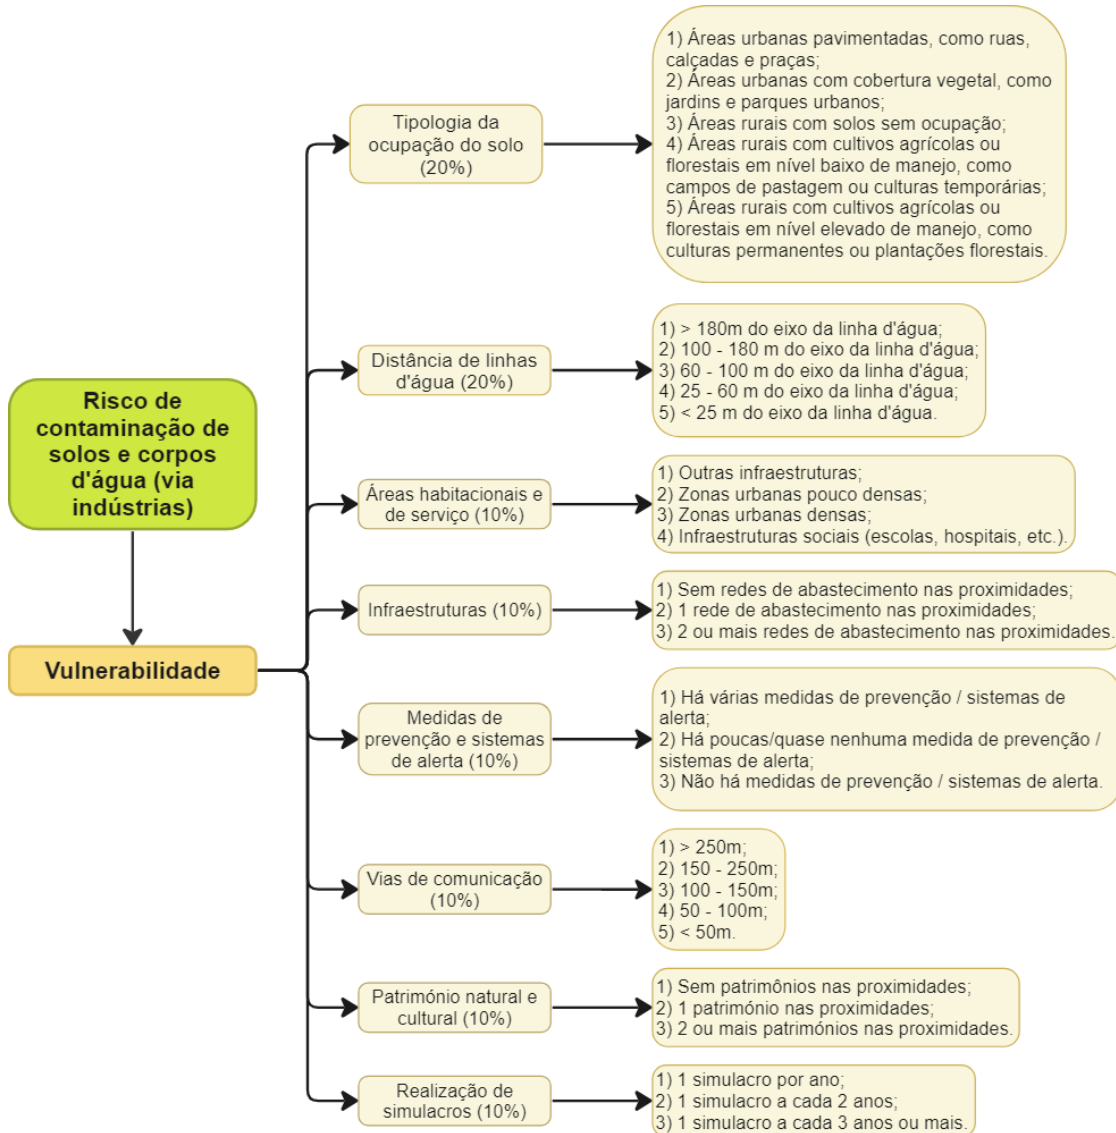 Risco de
contaminação de
solos e corpos
d'água (via
indústrias)
Vulnerabilidade
Tipologia da
ocupação do solo
(20%)
1) Áreas urbanas pavimentadas, como ruas,
calçadas e praças;
2) Áreas urbanas com cobertura vegetal, como
jardins e parques urbanos;
3) Áreas rurais com solos sem ocupação;
4) Áreas rurais com cultivos agrícolas ou
florestais em nível baixo de manejo, como
campos de pastagem ou culturas temporárias;
5) Áreas rurais com cultivos agrícolas ou
florestais em nível elevado de manejo, como
culturas permanentes ou plantações florestais.
Distância de linhas
d'água (20%)
1) > 180m do eixo da linha d'água;
2) 100 - 180 m do eixo da linha d'água;
3) 60 - 100 m do eixo da linha d'água;
4) 25 - 60 m do eixo da linha d'água;
5) < 25 m do eixo da linha d'água.
Áreas habitacionais e
de serviço (10%)
1) Outras infraestruturas;
2) Zonas urbanas pouco densas;
3) Zonas urbanas densas;
4) Infraestruturas sociais (escolas, hospitais, etc.).
Infraestruturas (10%)
1) Sem redes de abastecimento nas proximidades;
2) 1 rede de abastecimento nas proximidades;
3) 2 ou mais redes de abastecimento nas proximidades.
Medidas de
prevenção e sistemas
de alerta (10%)
1) Há várias medidas de prevenção / sistemas de
alerta;
2) Há poucas/quase nenhuma medida de prevenção /
sistemas de alerta;
3) Não há medidas de prevenção / sistemas de alerta.
Vias de comunicação
(10%)
1) > 250m;
2) 150 - 250m;
3) 100 - 150m;
4) 50 - 100m;
5) < 50m.
Património natural e
cultural (10%)
1) Sem patrimônios nas proximidades;
2) 1 património nas proximidades;
3) 2 ou mais patrimónios nas proximidades.
Realização de
simulacros (10%)
1) 1 simulacro por ano;
2) 1 simulacro a cada 2 anos;
3) 1 simulacro a cada 3 anos ou mais.